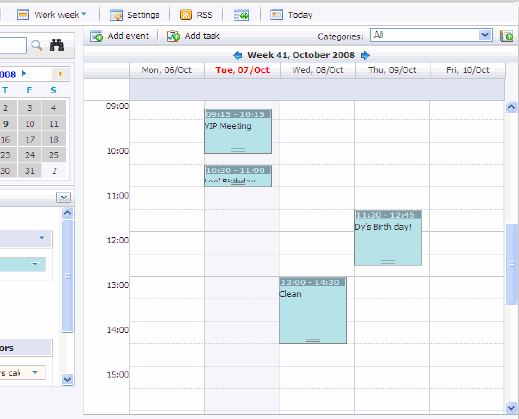 Work week
Settings
RSS
Today
Add event
Add task
Categories:
All
008
Week 41, October 2008
Mon, 06/Oct
Tue, 07/Oct
Wed, 08/Oct
Thu, 09/Oct
Fri, 10/Oct
T F S
2 3 4
9 10 11
16 17 18
23 24 25
30 31 1
09:00
09:15 - 10:15
VIP Meeting
10:00
10:30 - 11:00
11:00
11:30 - 12:45
Dy's Birth day!
12:00
13:00
13:00 - 14:30
Clean
14:00
15:00
ors
rs cal